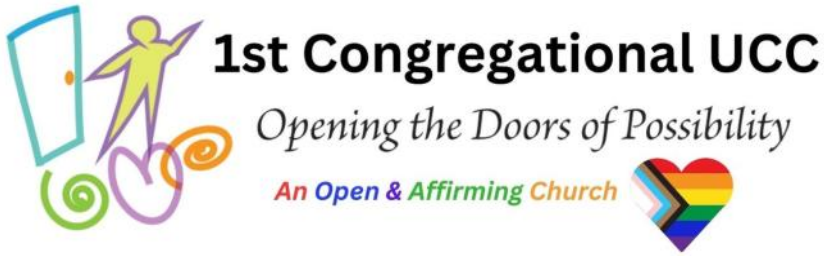 1st Congregational UCC
Opening the Doors of Possibility
An Open & Affirming Church